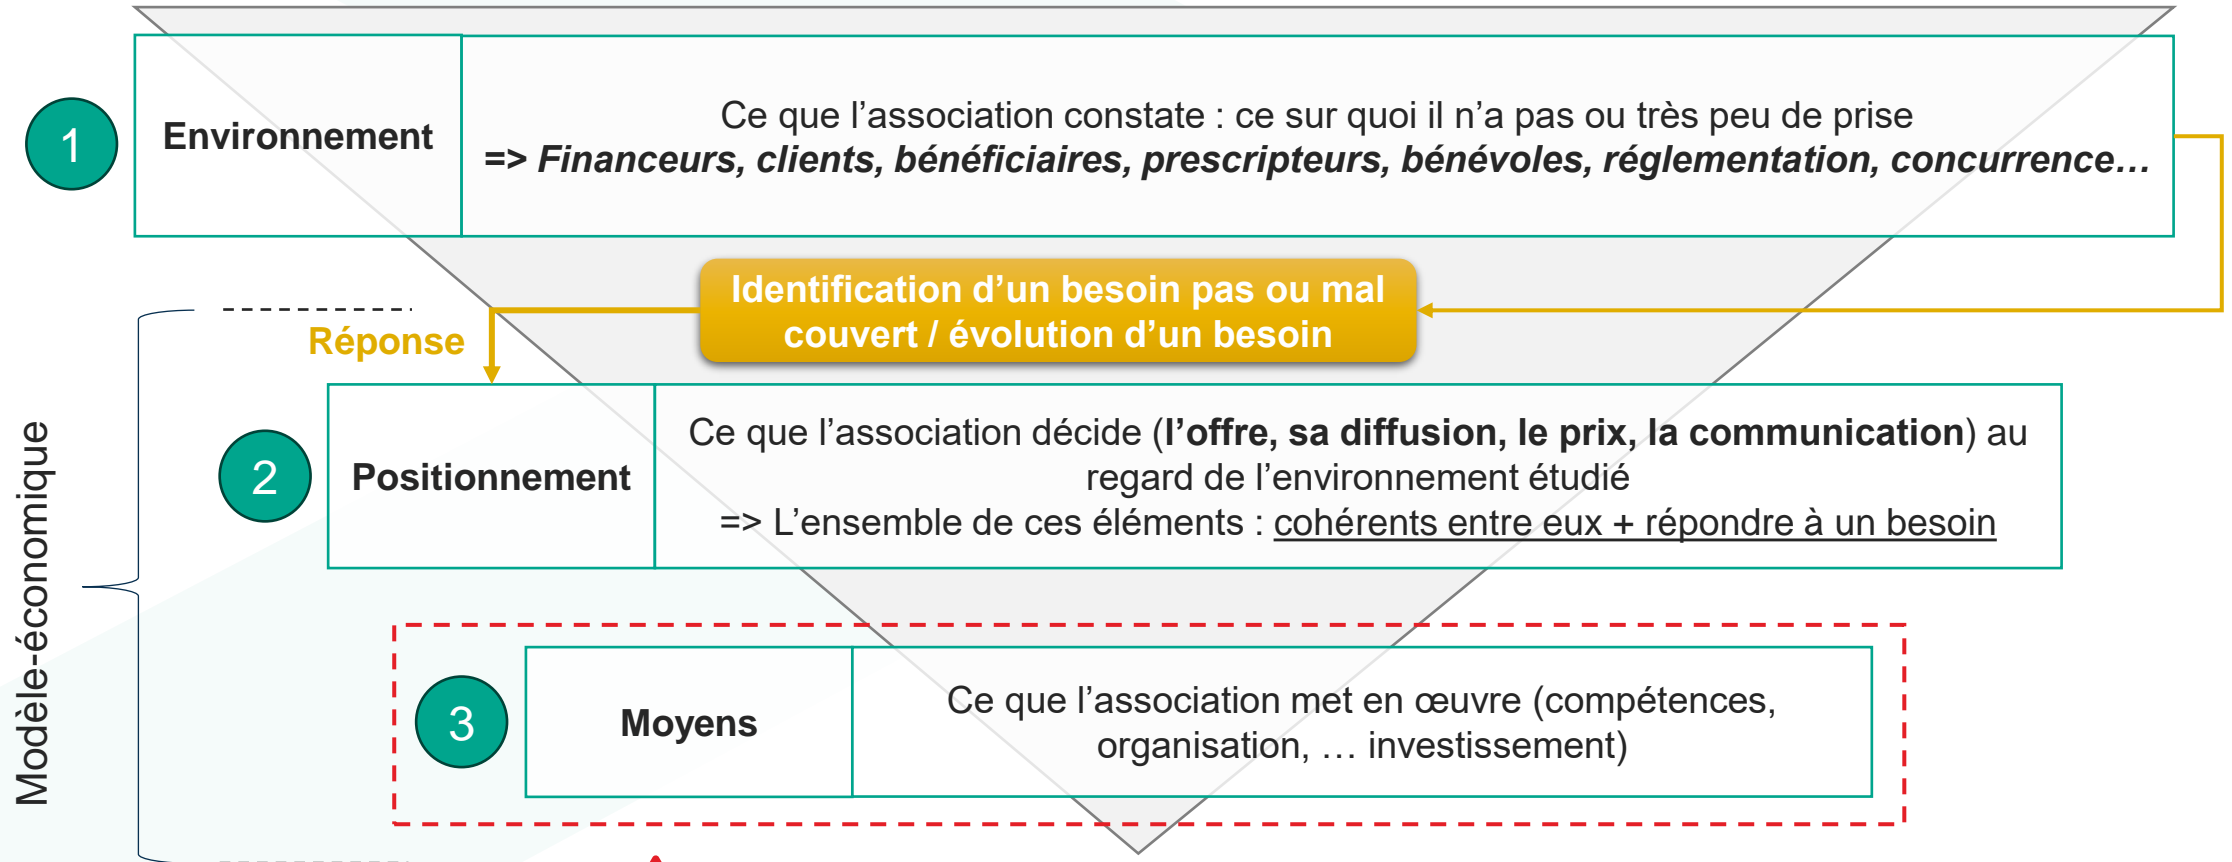 1
Environnement
Ce que l’association constate : ce sur quoi il n’a pas ou très peu de prise
=> Financeurs, clients, bénéficiaires, prescripteurs, bénévoles, réglementation, concurrence…
Identification d’un besoin pas ou mal
couvert / évolution d’un besoin
Réponse
Modèle-économique
2
Positionnement
Ce que l’association décide (l’offre, sa diffusion, le prix, la communication) au
regard de l’environnement étudié
=> L’ensemble de ces éléments : cohérents entre eux + répondre à un besoin
3
Moyens
Ce que l’association met en œuvre (compétences,
organisation, … investissement)